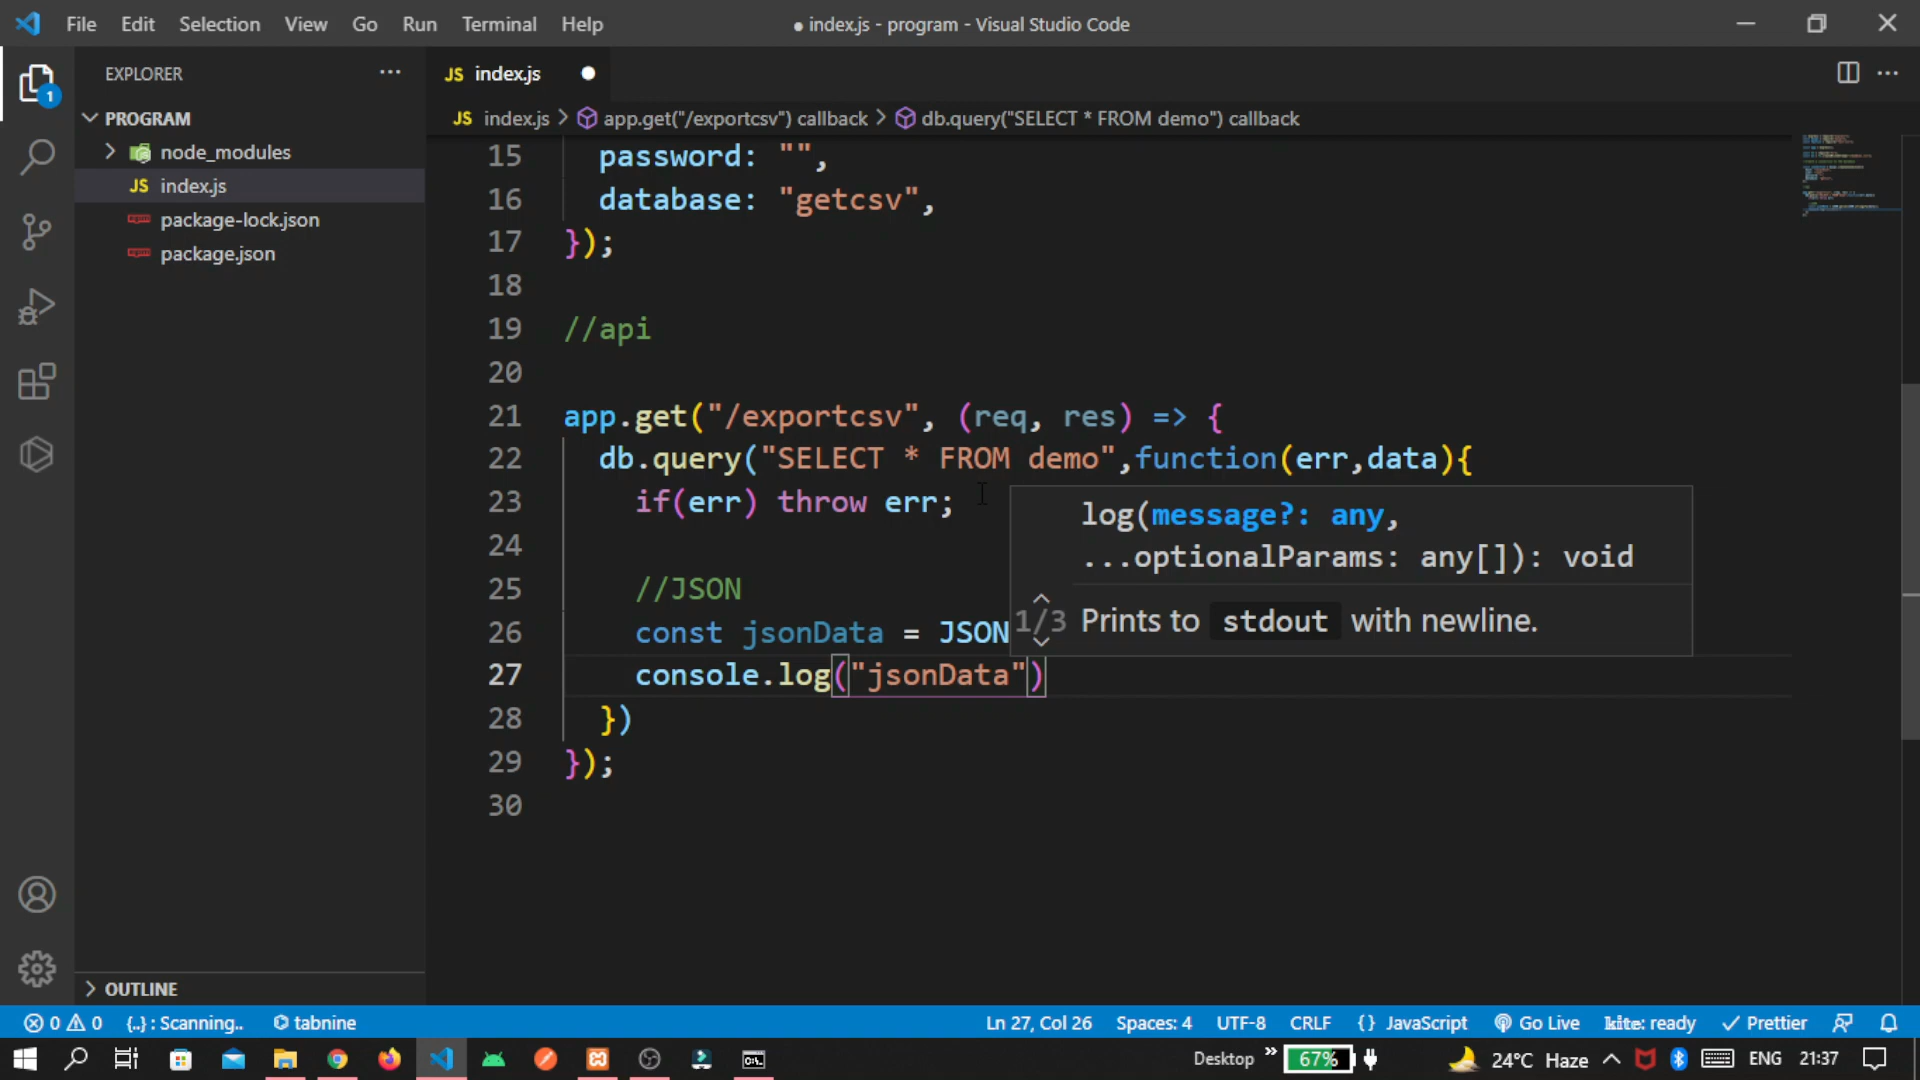 File Edit Selection View Go Run Terminal Help
● index.js - program - Visual Studio Code
EXPLORER
1
PROGRAM
node_modules
JS index.js
package-lock.json
package.json
OUTLINE
JS index.js
JS index.js > app.get("/exportcsv") callback > db.query("SELECT * FROM demo") callback
15 password: "",
16 database: "getcsv",
17 });
18
19 //api
20
21 app.get("/exportcsv", (req, res) => {
22 db.query("SELECT * FROM demo",function(err,data){
23 if(err) throw err;
24
25 //JSON
26 const jsonData = JSON
27 console.log("jsonData")
28 })
29 });
30
log(message?: any,
...optionalParams: any[]): void
1/3 Prints to stdout with newline.
0 0 {..} : Scanning.. tabnine
Ln 27, Col 26 Spaces: 4 UTF-8 CRLF {} JavaScript Go Live kite: ready Prettier
Desktop » 67% 24°C Haze ENG 21:37